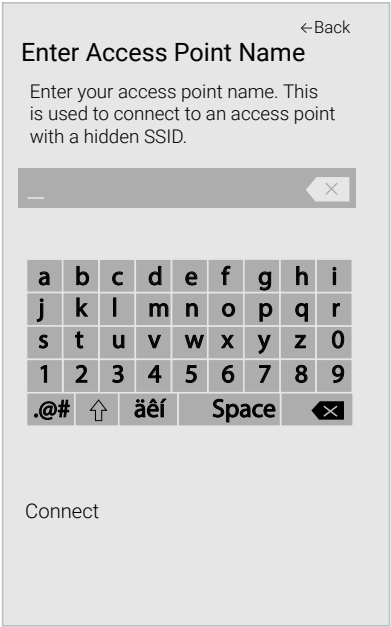 ←Back
Enter Access Point Name
Enter your access point name. This
is used to connect to an access point
with a hidden SSID.
_
a b c d e f g h i
j k l m n o p q r
s t u v w x y z 0
1 2 3 4 5 6 7 8 9
.@# äêí Space
Connect